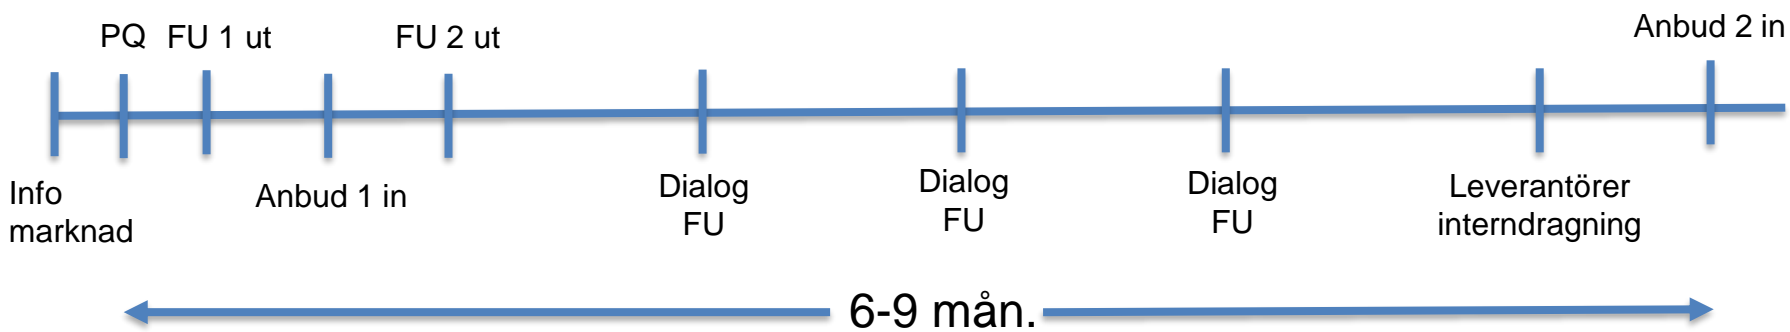 PQ
FU 1 ut
FU 2 ut
Anbud 2 in
Info
marknad
Anbud 1 in
Dialog
FU
Dialog
FU
Dialog
FU
Leverantörer
interndragning
6-9 mån.